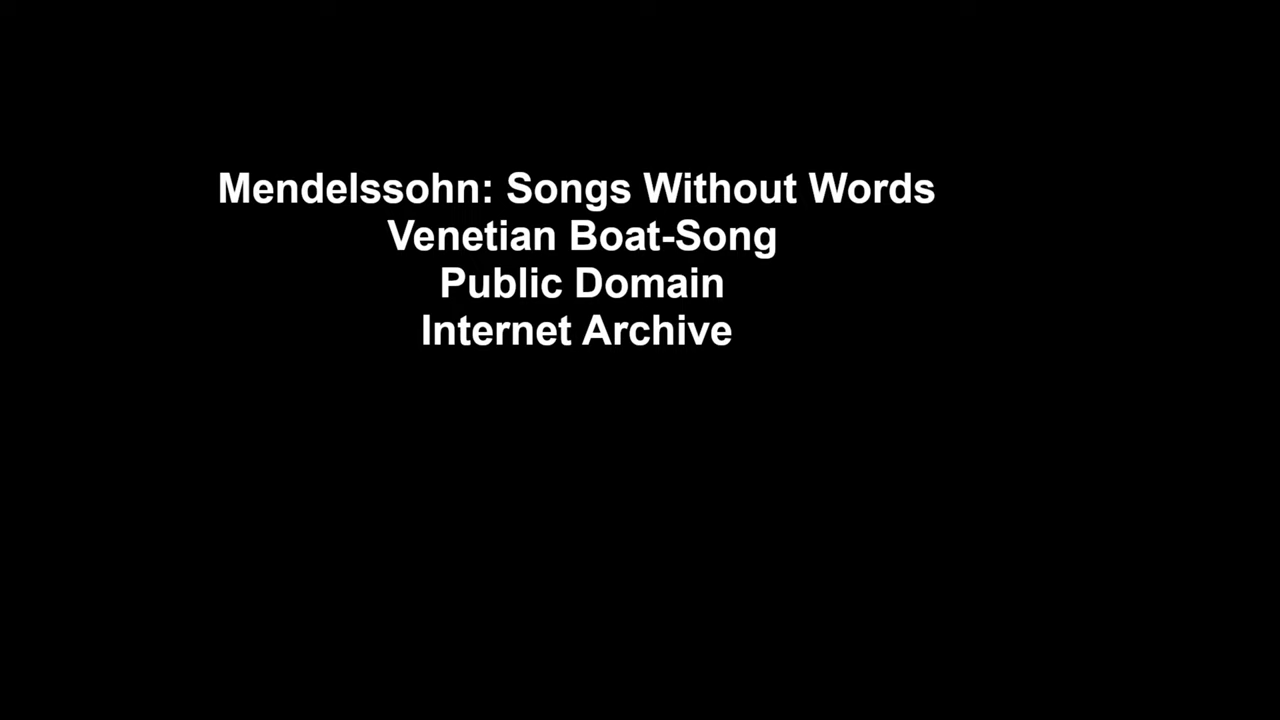 Mendelssohn: Songs Without Words
Venetian Boat-Song
Public Domain
Internet Archive